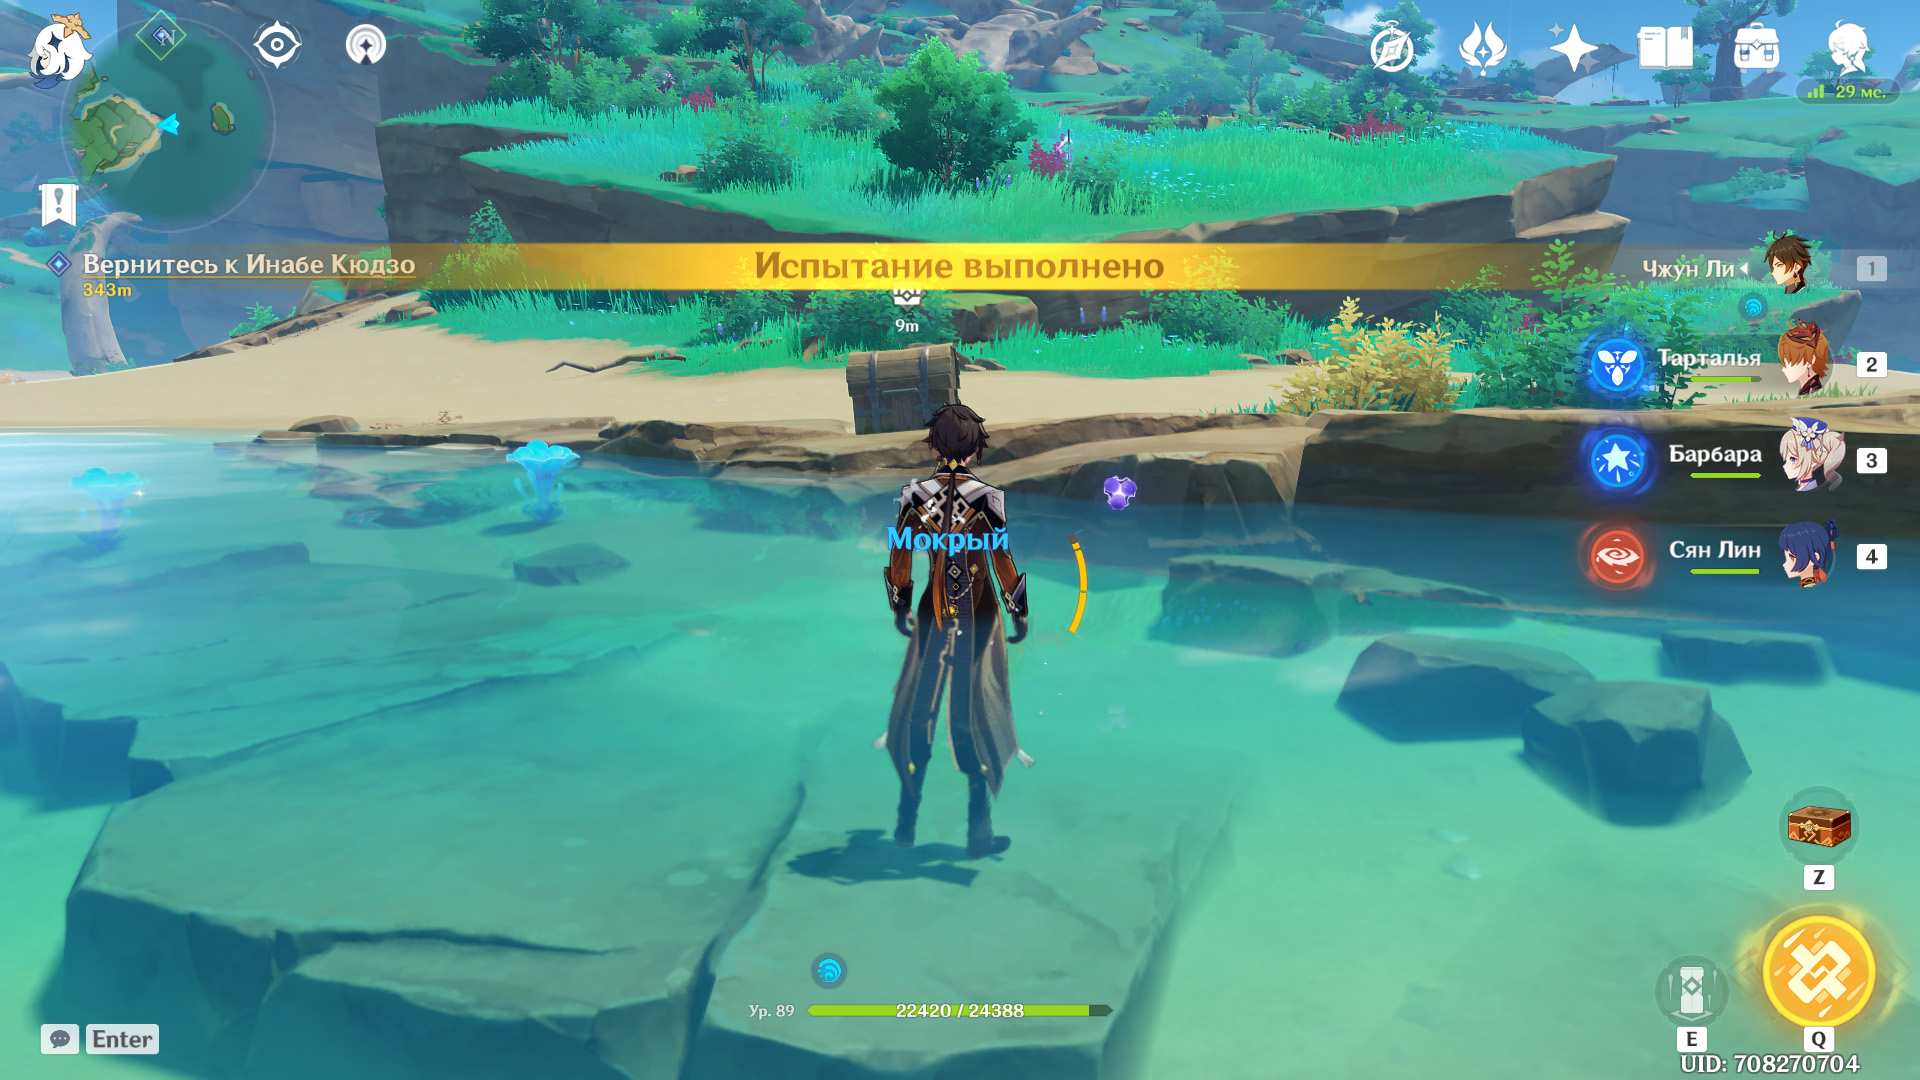 N
29 мс.
Вернитесь к Инабе Кюдзо
343m
Испытание выполнено
9m
Чжун Ли
1
Тарталья
2
Барбара
3
Сян Лин
4
Мокрый
Z
Ур. 89
22420 / 24388
Enter
E
Q
UID: 708270704